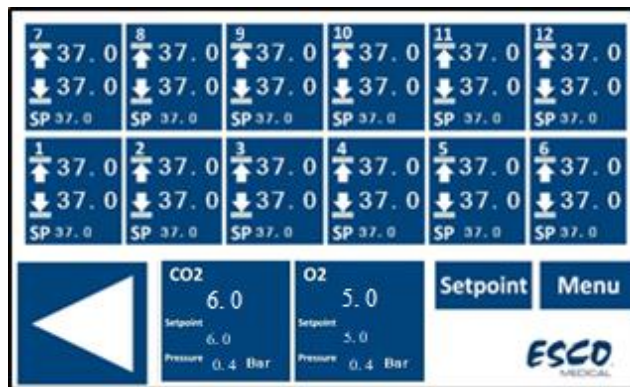 7 8 9 10 11 12
37.0 37.0 37.0 37.0 37.0 37.0
37.0 37.0 37.0 37.0 37.0 37.0
SP 37.0 SP 37.0 SP 37.0 SP 37.0 SP 37.0 SP 37.0
1 2 3 4 5 6
37.0 37.0 37.0 37.0 37.0 37.0
37.0 37.0 37.0 37.0 37.0 37.0
SP 37.0 SP 37.0 SP 37.0 SP 37.0 SP 37.0 SP 37.0
CO2
6.0
Setpoint
6.0
Pressure 0.4 Bar
O2
5.0
Setpoint
5.0
Pressure 0.4 Bar
Setpoint Menu
ESCO
MEDICAL